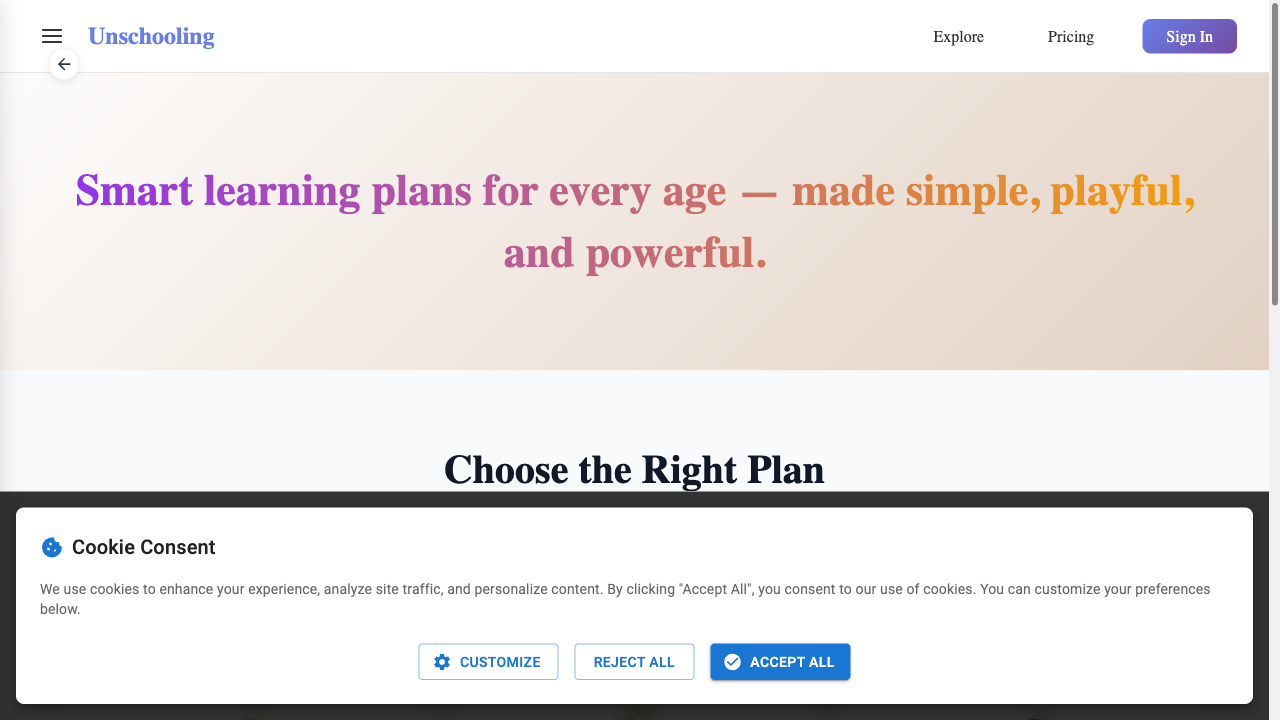 Unschooling
Explore
Pricing
Sign In
Smart learning plans for every age — made simple, playful,
and powerful.
Choose the Right Plan
Cookie Consent
We use cookies to enhance your experience, analyze site traffic, and personalize content. By clicking "Accept All", you consent to our use of cookies. You can customize your preferences
below.
CUSTOMIZE
REJECT ALL
ACCEPT ALL